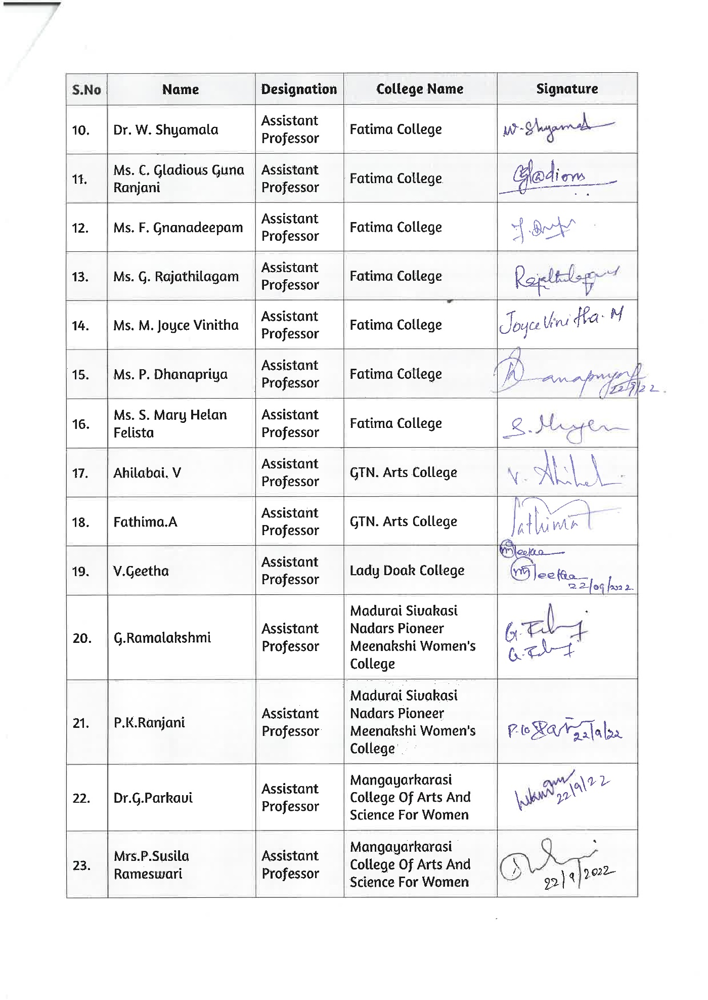 S.No Name Designation College Name Signature
10. Dr. W. Shyamala Assistant Professor Fatima College W. Shyamala
11. Ms. C. Gladious Guna Ranjani Assistant Professor Fatima College Gladious
12. Ms. F. Gnanadeepam Assistant Professor Fatima College
13. Ms. G. Rajathilagam Assistant Professor Fatima College Rajathilagam
14. Ms. M. Joyce Vinitha Assistant Professor Fatima College Joyce Vinitha. M
15. Ms. P. Dhanapriya Assistant Professor Fatima College Dhanapriya 22/9/22.
16. Ms. S. Mary Helan Felista Assistant Professor Fatima College
17. Ahilabai. V Assistant Professor GTN. Arts College
18. Fathima.A Assistant Professor GTN. Arts College Fathima
19. V.Geetha Assistant Professor Lady Doak College Geetha
Geetha
22/09/2022
20. G.Ramalakshmi Assistant Professor Madurai Sivakasi Nadars Pioneer Meenakshi Women's College
21. P.K.Ranjani Assistant Professor Madurai Sivakasi Nadars Pioneer Meenakshi Women's College 22/9/22
22. Dr.G.Parkavi Assistant Professor Mangayarkarasi College Of Arts And Science For Women 22/9/22
23. Mrs.P.Susila Rameswari Assistant Professor Mangayarkarasi College Of Arts And Science For Women 22/9/2022